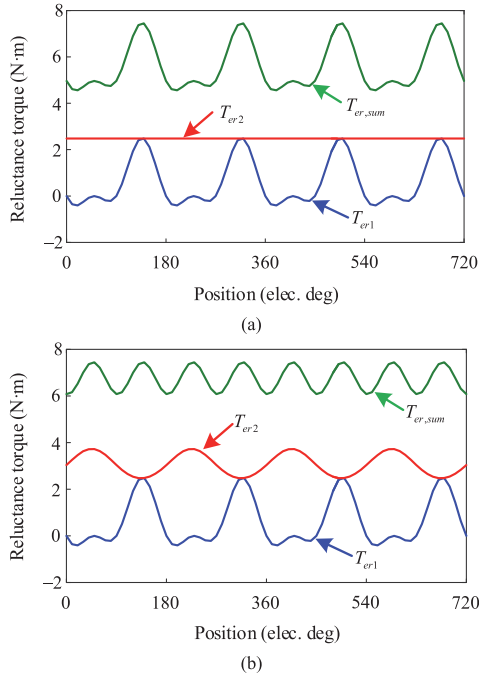 8
6
4
2
0
−2
Reluctance torque (N·m)
T_er2
T_er,sum
T_er1
0
180
360
540
720
Position (elec. deg)
(a)
8
6
4
2
0
−2
Reluctance torque (N·m)
T_er2
T_er,sum
T_er1
0
180
360
540
720
Position (elec. deg)
(b)